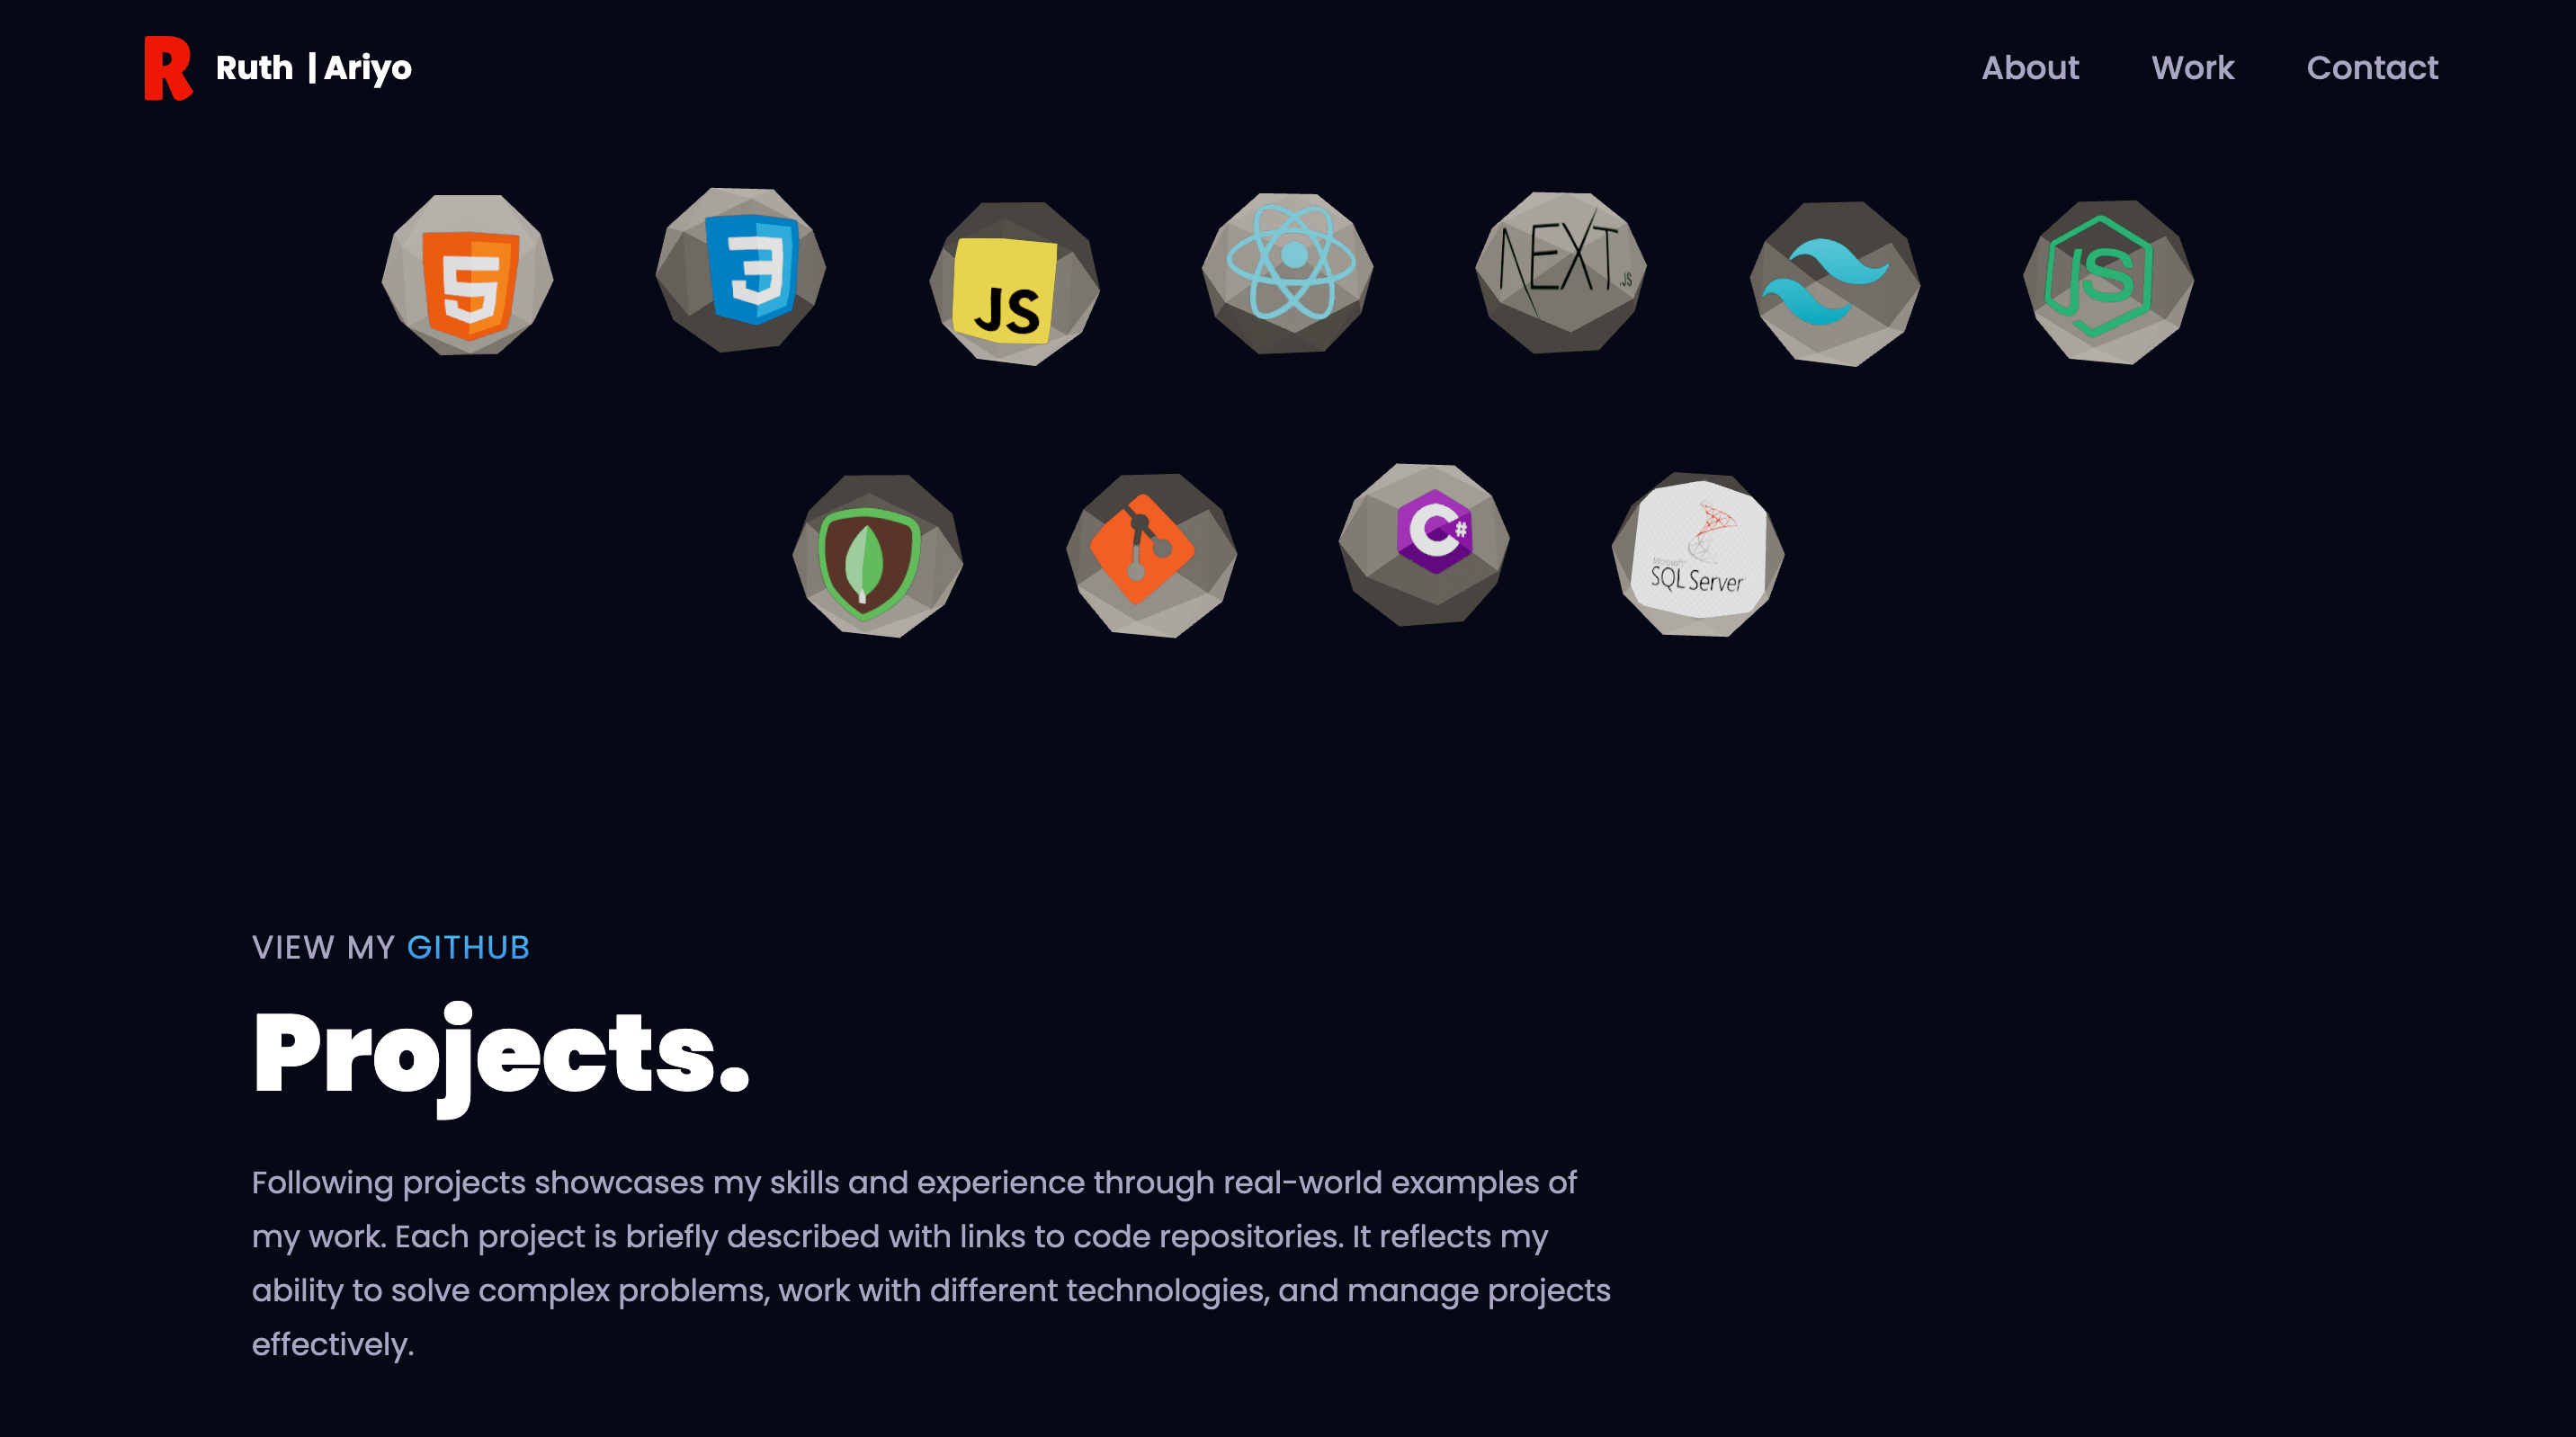 R Ruth | Ariyo
About Work Contact
5 3 JS NEXT.JS JS
C# Microsoft SQL Server
VIEW MY GITHUB
Projects.
Following projects showcases my skills and experience through real-world examples of
my work. Each project is briefly described with links to code repositories. It reflects my
ability to solve complex problems, work with different technologies, and manage projects
effectively.